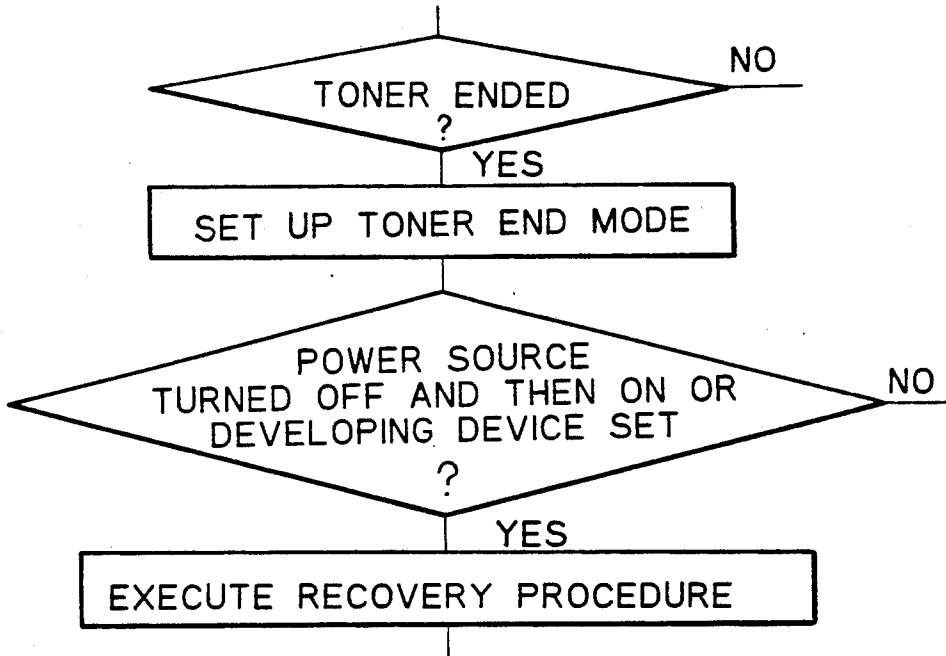 NO
TONER ENDED
?
YES
SET UP TONER END MODE
POWER SOURCE
TURNED OFF AND THEN ON OR
DEVELOPING DEVICE SET
?
NO
YES
EXECUTE RECOVERY PROCEDURE